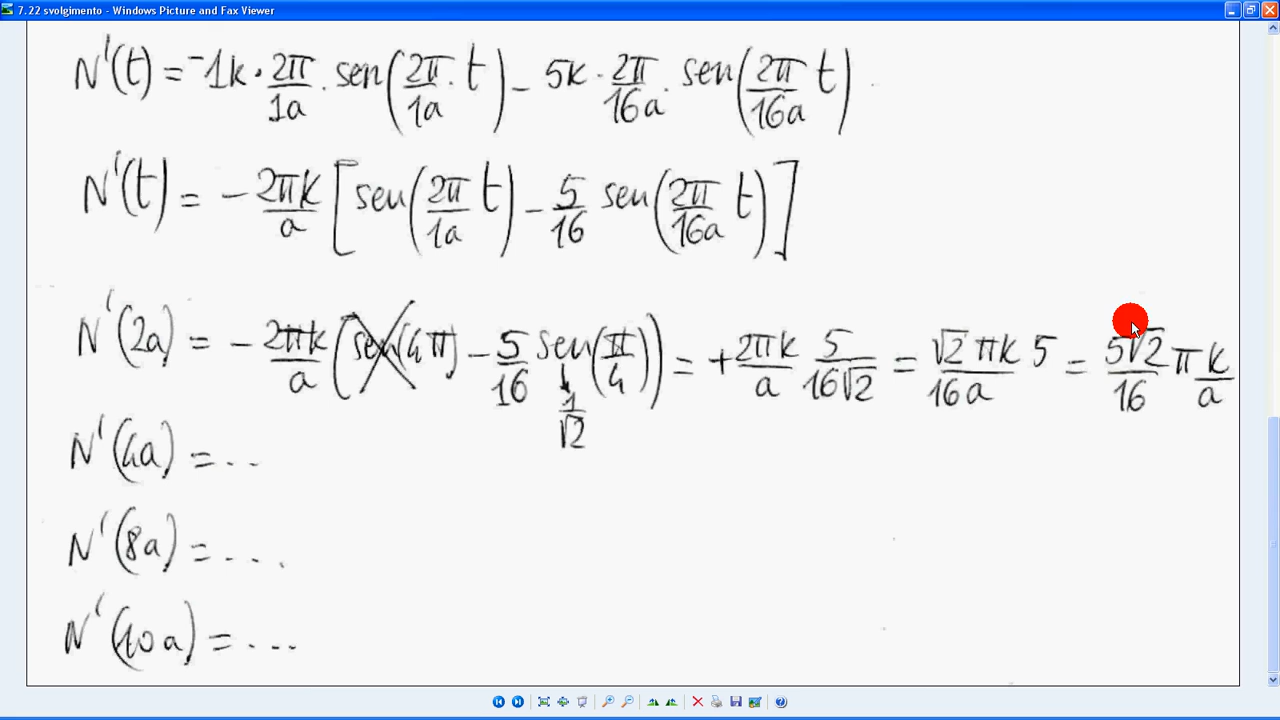 7.22 svolgimento - Windows Picture and Fax Viewer
N'(t) = -1k · 2π/1a · sen(2π/1a · t) - 5k · 2π/16a · sen(2π/16a t)
N'(t) = - 2πk/a [sen(2π/1a t) - 5/16 sen(2π/16a t)]
N'(2a) = - 2πk/a (sen(4π) - 5/16 sen(π/4)) = + 2πk/a 5/16√2 = √2 πk/16a 5 = 5√2/16 π k/a
1/√2
N'(4a) = ...
N'(8a) = ...
N'(10a) = ...